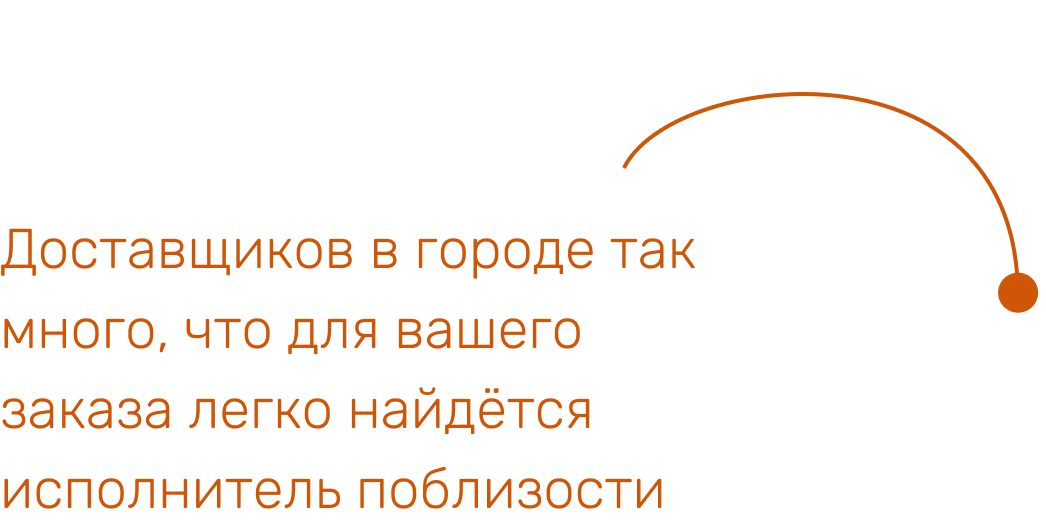 Доставщиков в городе так
много, что для вашего
заказа легко найдётся
исполнитель поблизости